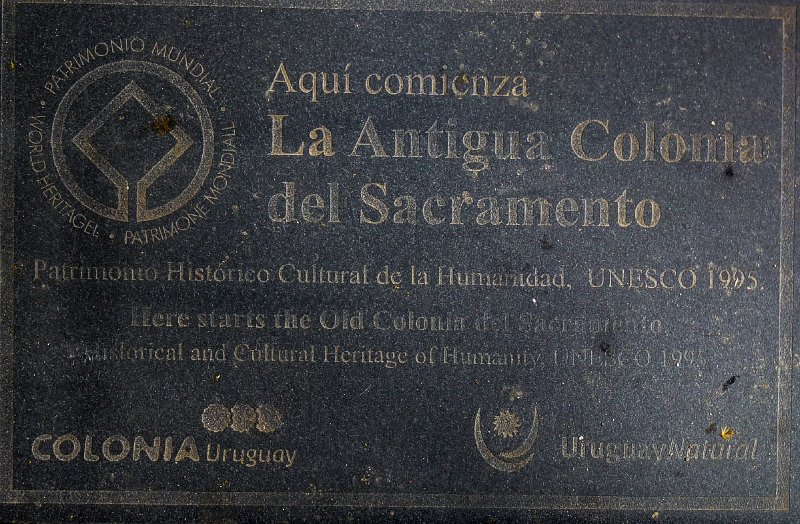 PATRIMONIO MUNDIAL • WORLD HERITAGE • PATRIMOINE MONDIAL •
Aquí comienza
La Antigua Colonia
del Sacramento
Patrimonio Histórico Cultural de la Humanidad, UNESCO 1995.
Here starts the Old Colonia del Sacramento.
Historical and Cultural Heritage of Humanity, UNESCO 1995.
COLONIA Uruguay
Uruguay Natural